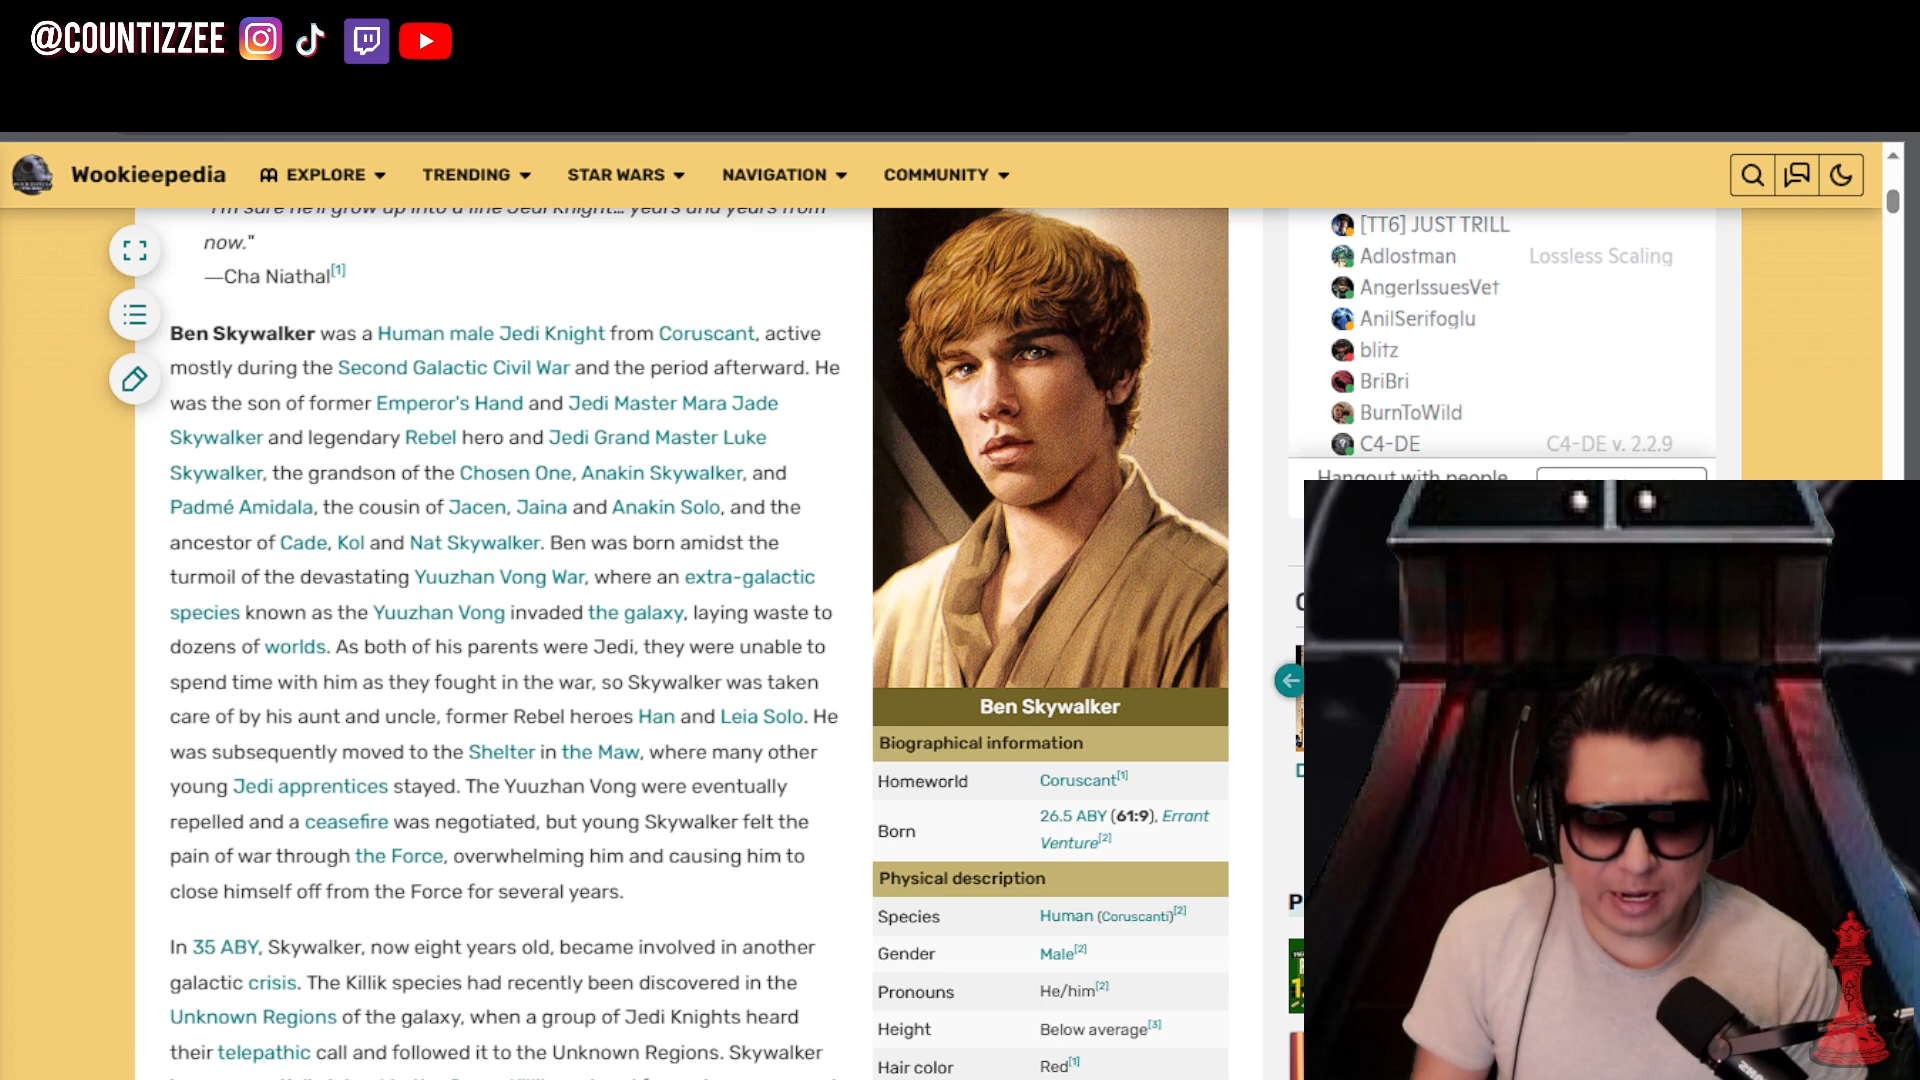 @COUNTIZZEE
Wookieepedia
EXPLORE
TRENDING
STAR WARS
NAVIGATION
COMMUNITY
"I'm sure he'll grow up into a fine Jedi Knight… years and years from
now."
—Cha Niathal[1]
Ben Skywalker was a Human male Jedi Knight from Coruscant, active
mostly during the Second Galactic Civil War and the period afterward. He
was the son of former Emperor's Hand and Jedi Master Mara Jade
Skywalker and legendary Rebel hero and Jedi Grand Master Luke
Skywalker, the grandson of the Chosen One, Anakin Skywalker, and
Padmé Amidala, the cousin of Jacen, Jaina and Anakin Solo, and the
ancestor of Cade, Kol and Nat Skywalker. Ben was born amidst the
turmoil of the devastating Yuuzhan Vong War, where an extra-galactic
species known as the Yuuzhan Vong invaded the galaxy, laying waste to
dozens of worlds. As both of his parents were Jedi, they were unable to
spend time with him as they fought in the war, so Skywalker was taken
care of by his aunt and uncle, former Rebel heroes Han and Leia Solo. He
was subsequently moved to the Shelter in the Maw, where many other
young Jedi apprentices stayed. The Yuuzhan Vong were eventually
repelled and a ceasefire was negotiated, but young Skywalker felt the
pain of war through the Force, overwhelming him and causing him to
close himself off from the Force for several years.
In 35 ABY, Skywalker, now eight years old, became involved in another
galactic crisis. The Killik species had recently been discovered in the
Unknown Regions of the galaxy, when a group of Jedi Knights heard
their telepathic call and followed it to the Unknown Regions. Skywalker
Ben Skywalker
Biographical information
Homeworld Coruscant[1]
Born 26.5 ABY (61:9), Errant
Venture[2]
Physical description
Species Human (Coruscanti)[2]
Gender Male[2]
Pronouns He/him[2]
Height Below average[3]
Hair color Red[1]
[TT6] JUST TRILL
Adlostman Lossless Scaling
AngerIssuesVet
AnilSerifoglu
blitz
BriBri
BurnToWild
C4-DE C4-DE v. 2.2.9
Hangout with people